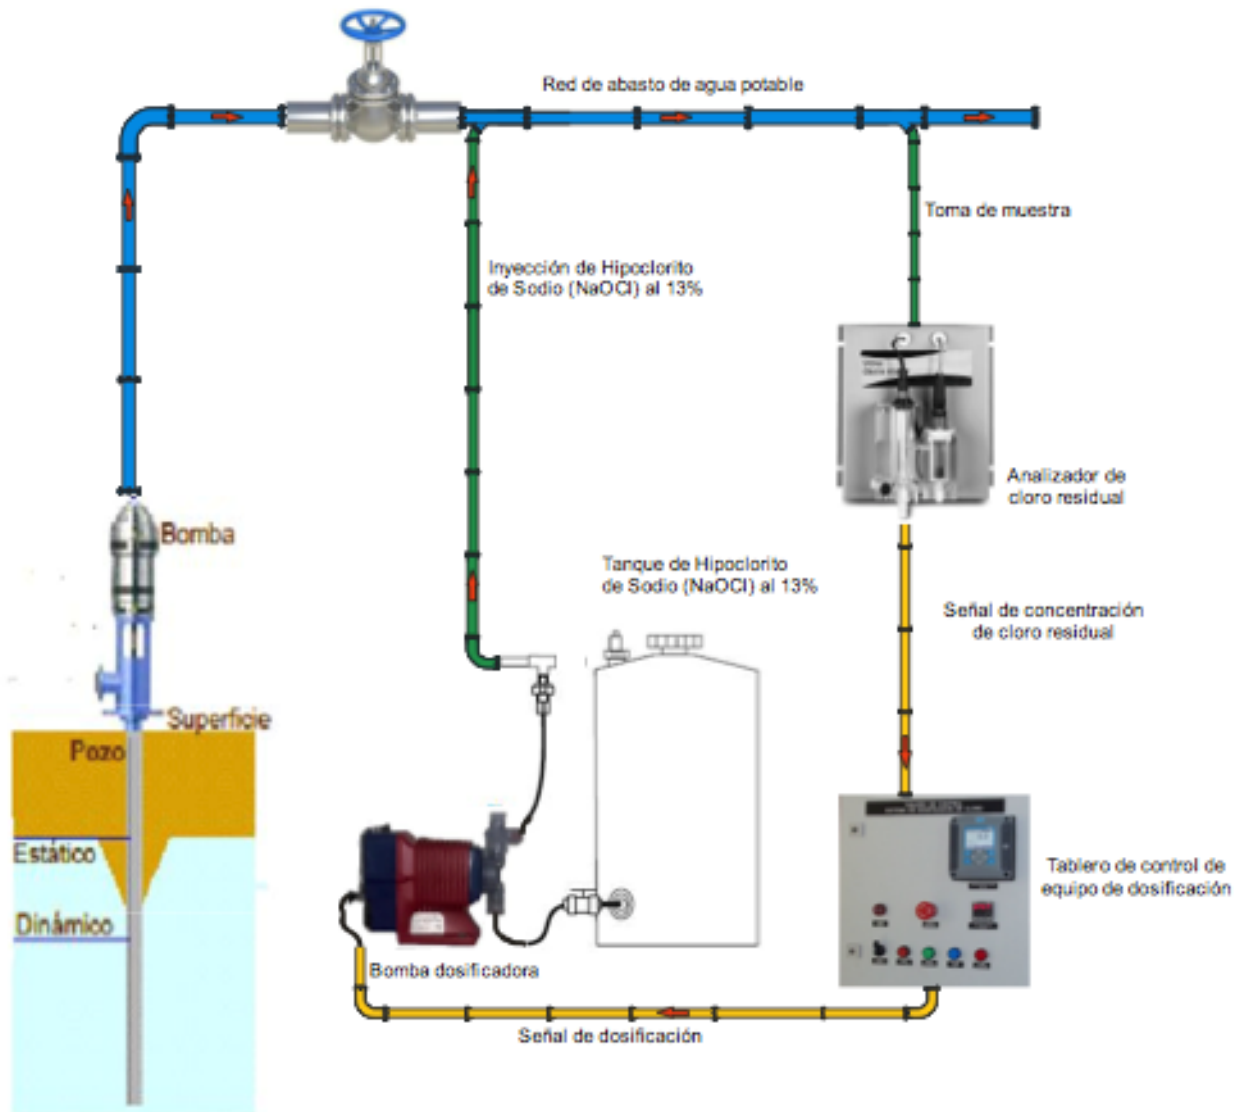 Red de abasto de agua potable
Toma de muestra
Inyección de Hipoclorito
de Sodio (NaOCl) al 13%
Analizador de
cloro residual
Bomba
Tanque de Hipoclorito
de Sodio (NaOCl) al 13%
Señal de concentración
de cloro residual
Superficie
Pozo
Estático
Dinámico
Tablero de control de
equipo de dosificación
Bomba dosificadora
Señal de dosificación